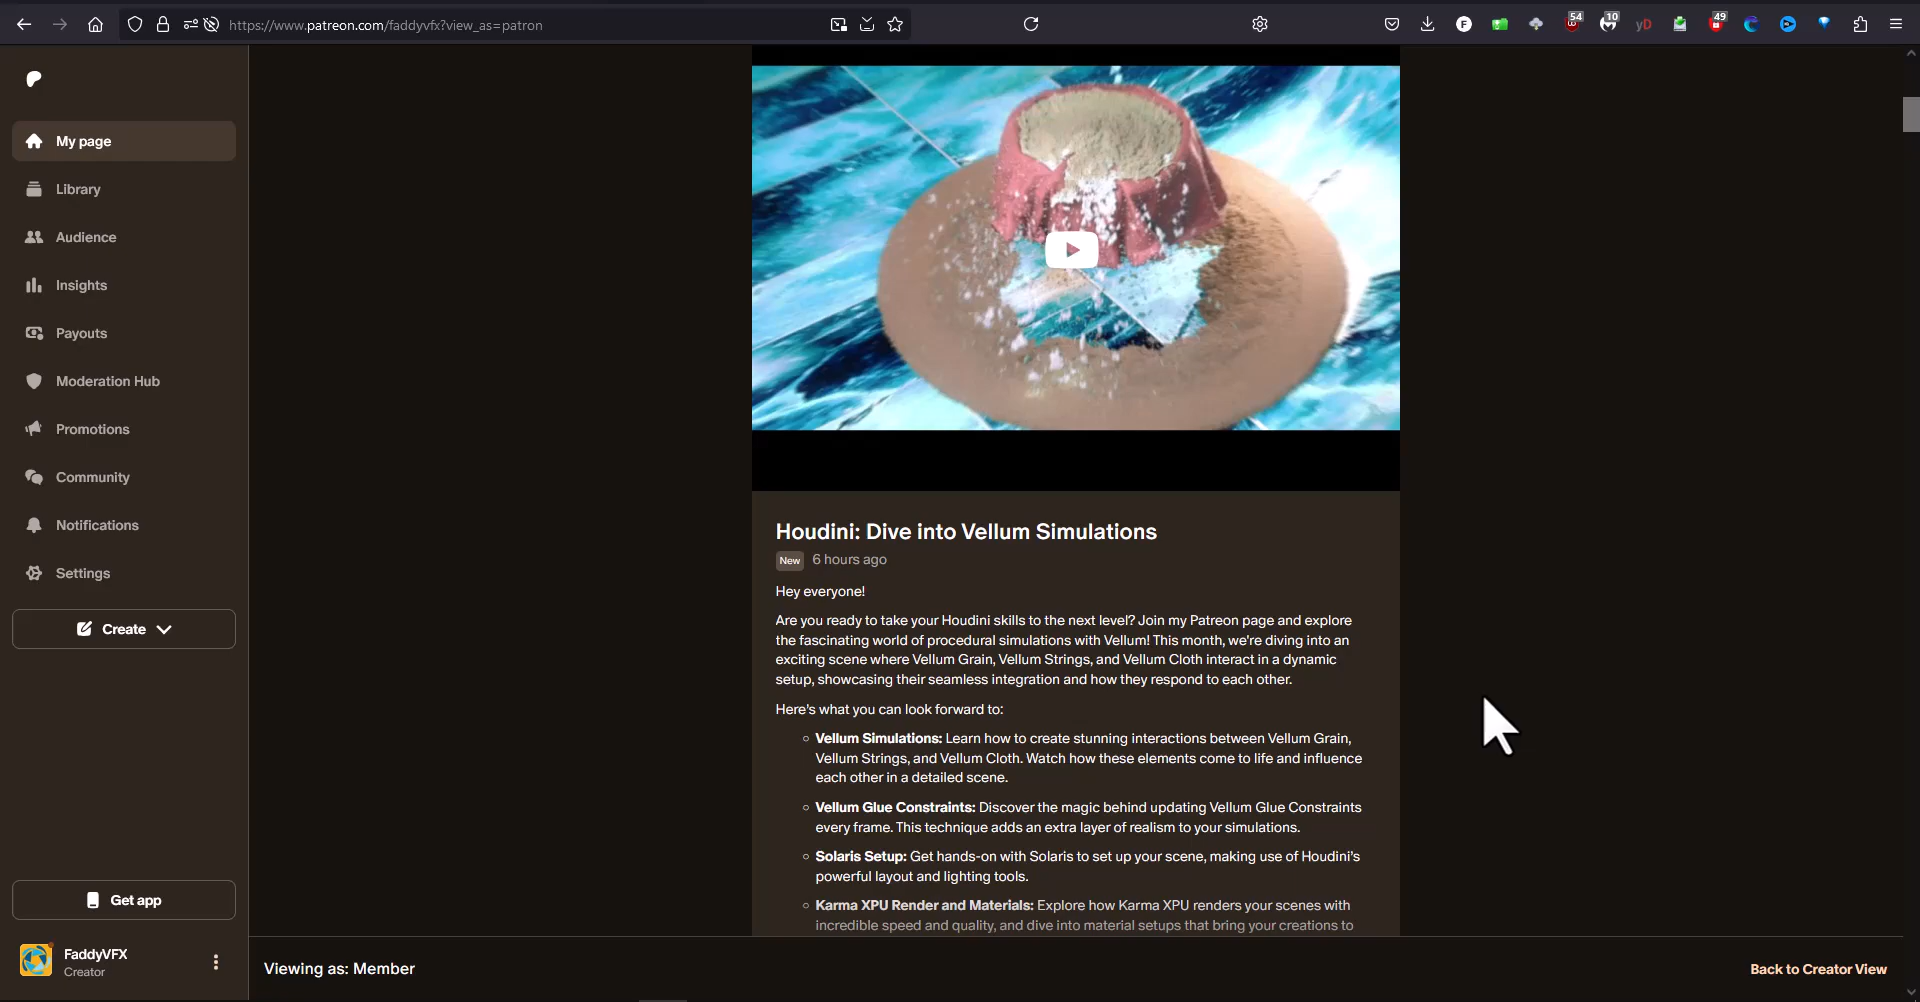 https://www.patreon.com/faddyvfx?view_as=patron
54
10
yD
49
My page
Library
Audience
Insights
Payouts
Moderation Hub
Promotions
Community
Notifications
Settings
Create
Get app
FaddyVFX
Creator
Houdini: Dive into Vellum Simulations
New 6 hours ago
Hey everyone!
Are you ready to take your Houdini skills to the next level? Join my Patreon page and explore
the fascinating world of procedural simulations with Vellum! This month, we're diving into an
exciting scene where Vellum Grain, Vellum Strings, and Vellum Cloth interact in a dynamic
setup, showcasing their seamless integration and how they respond to each other.
Here's what you can look forward to:
Vellum Simulations: Learn how to create stunning interactions between Vellum Grain,
Vellum Strings, and Vellum Cloth. Watch how these elements come to life and influence
each other in a detailed scene.
Vellum Glue Constraints: Discover the magic behind updating Vellum Glue Constraints
every frame. This technique adds an extra layer of realism to your simulations.
Solaris Setup: Get hands-on with Solaris to set up your scene, making use of Houdini's
powerful layout and lighting tools.
Karma XPU Render and Materials: Explore how Karma XPU renders your scenes with
incredible speed and quality, and dive into material setups that bring your creations to
Viewing as: Member
Back to Creator View